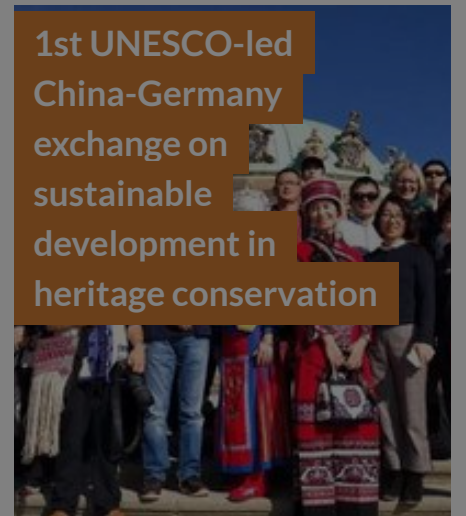 1st UNESCO-led
China-Germany
exchange on
sustainable
development in
heritage conservation